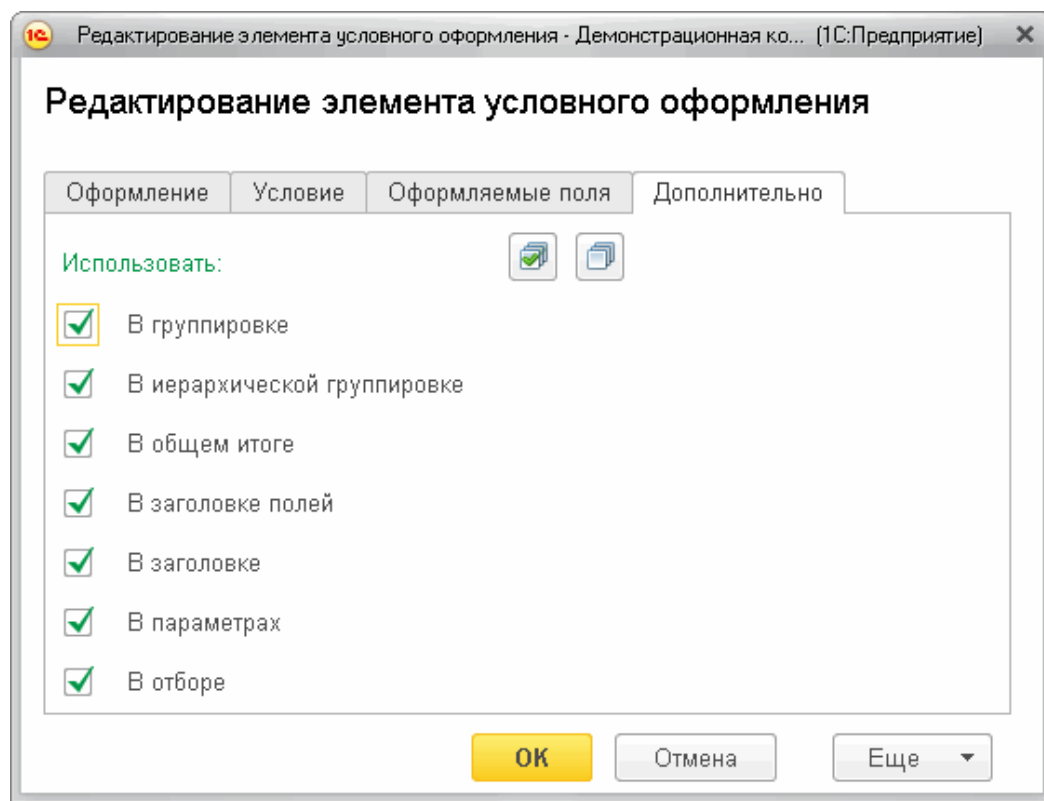 1С Редактирование элемента условного оформления - Демонстрационная ко... (1С:Предприятие)
Редактирование элемента условного оформления
Оформление Условие Оформляемые поля Дополнительно
Использовать:
В группировке
В иерархической группировке
В общем итоге
В заголовке полей
В заголовке
В параметрах
В отборе
ОК Отмена Еще